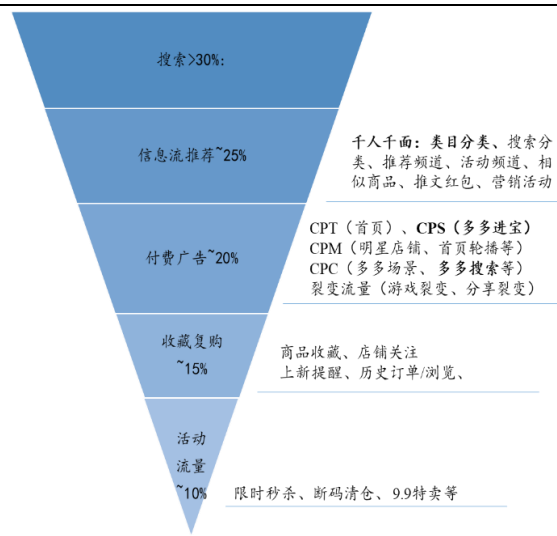 搜索>30%:
信息流推荐~25%
千人千面：类目分类、搜索分
类、推荐频道、活动频道、相
似商品、推文红包、营销活动
付费广告~20%
CPT（首页）、CPS（多多进宝）
CPM（明星店铺、首页轮播等）
CPC（多多场景、多多搜索等）
裂变流量（游戏裂变、分享裂变）
收藏复购
~15%
商品收藏、店铺关注
上新提醒、历史订单/浏览、
活动
流量
~10%
限时秒杀、断码清仓、9.9特卖等